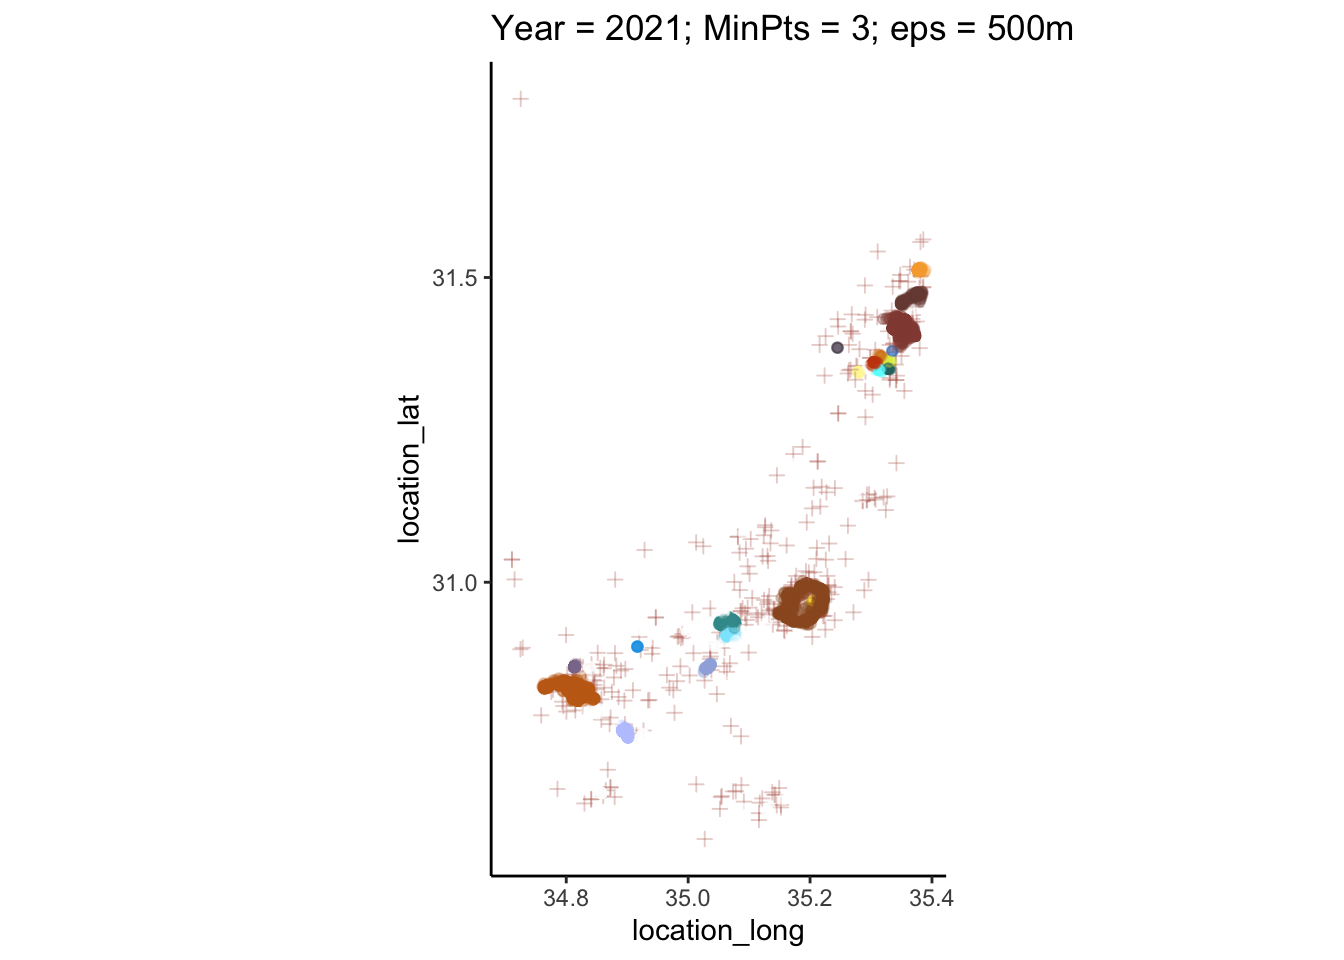 Year = 2021; MinPts = 3; eps = 500m
location_lat
31.5
31.0
34.8 35.0 35.2 35.4
location_long